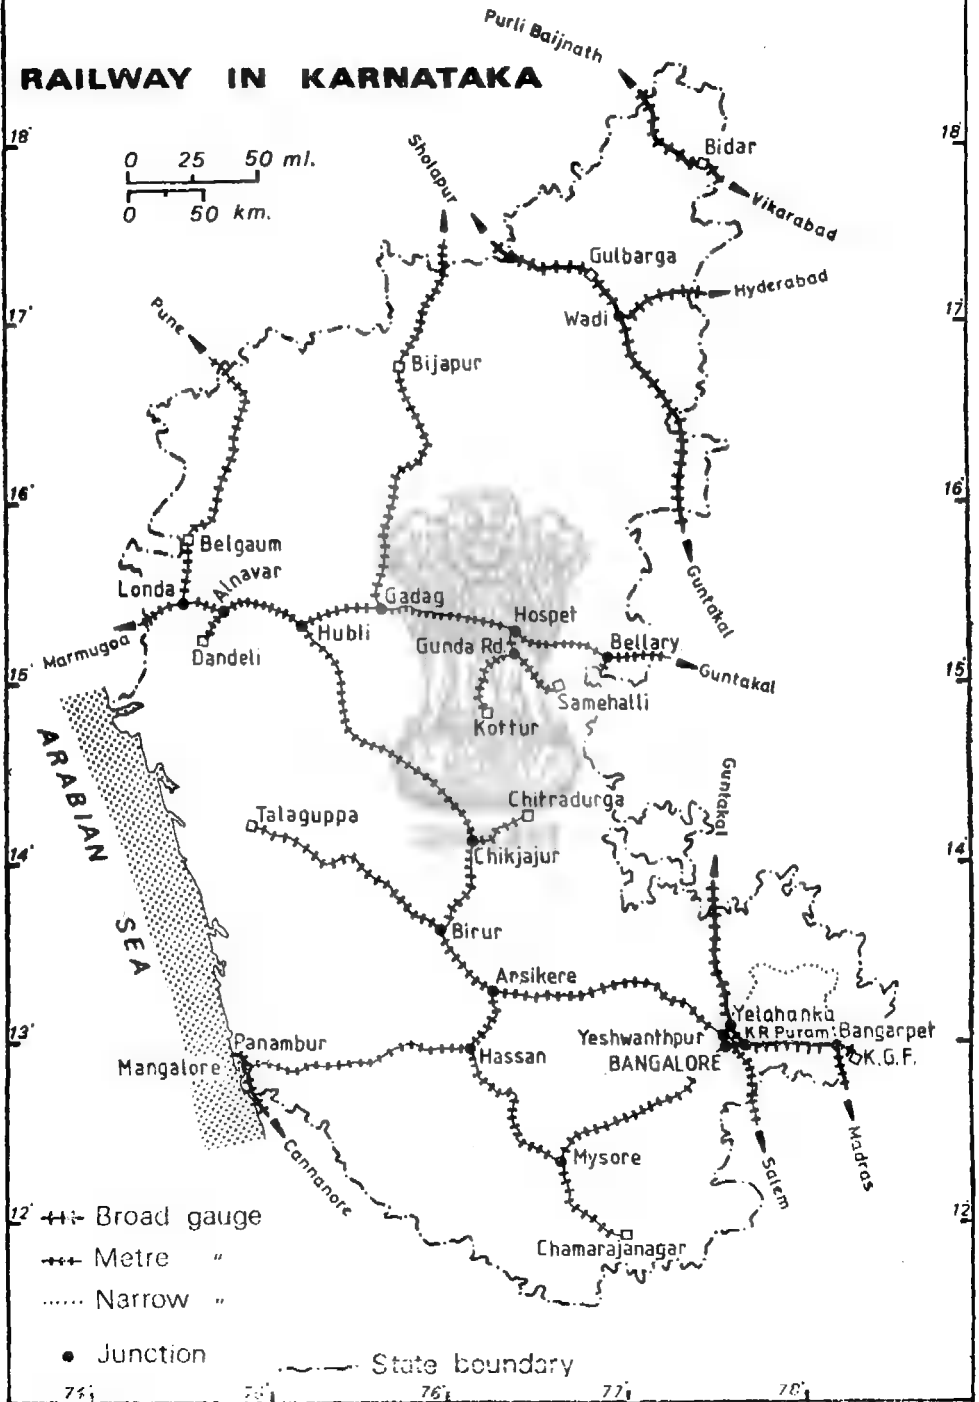 Purli Baijnath
RAILWAY IN KARNATAKA
18°
18°
0 25 50 ml.
0 50 km.
Sholapur
Bidar
Vikarabad
Gulbarga
Hyderabad
Wadi
17°
17°
Pune
Bijapur
16°
16°
Belgaum
Londa
Alnavar
Gadag
Hospet
Guntakal
Marmugoa
Dandeli
Hubli
Gunda Rd.
Bellary
15°
15°
Guntakal
Samehalli
Kottur
ARABIAN SEA
Guntakal
Talaguppa
Chitradurga
Chikjajur
14°
14°
Birur
Arsikere
Yelahanka
13°
Panambur
Yeshwanthpur
KR Puram
Bangarpet
Mangalore
Hassan
BANGALORE
K.G.F.
Cannanore
Mysore
Salem
Madras
12°
12
Chamarajanagar
Broad gauge
Metre "
Narrow "
Junction
State boundary
76°
77
78°